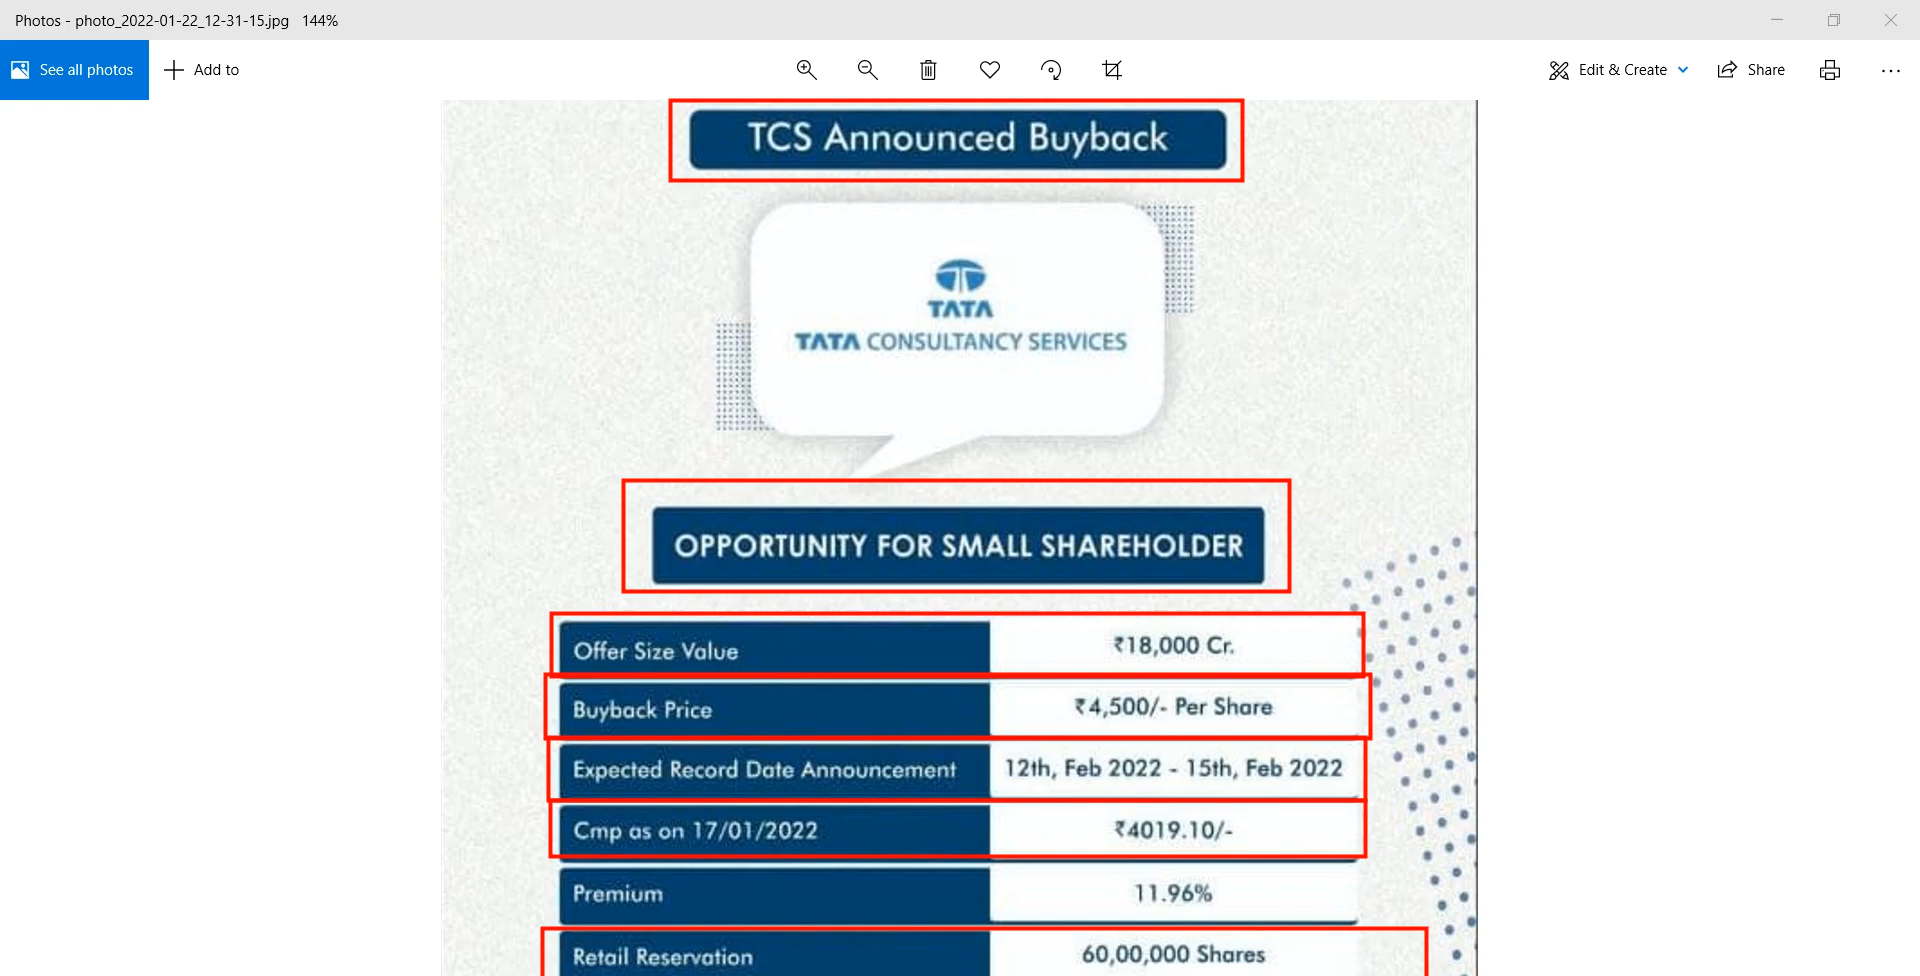 Photos - photo_2022-01-22_12-31-15.jpg 144%
See all photos Add to Edit & Create Share
TCS Announced Buyback
TATA
TATA CONSULTANCY SERVICES
OPPORTUNITY FOR SMALL SHAREHOLDER
Offer Size Value ₹18,000 Cr.
Buyback Price ₹4,500/- Per Share
Expected Record Date Announcement 12th, Feb 2022 - 15th, Feb 2022
Cmp as on 17/01/2022 ₹4019.10/-
Premium 11.96%
Retail Reservation 60,00,000 Shares